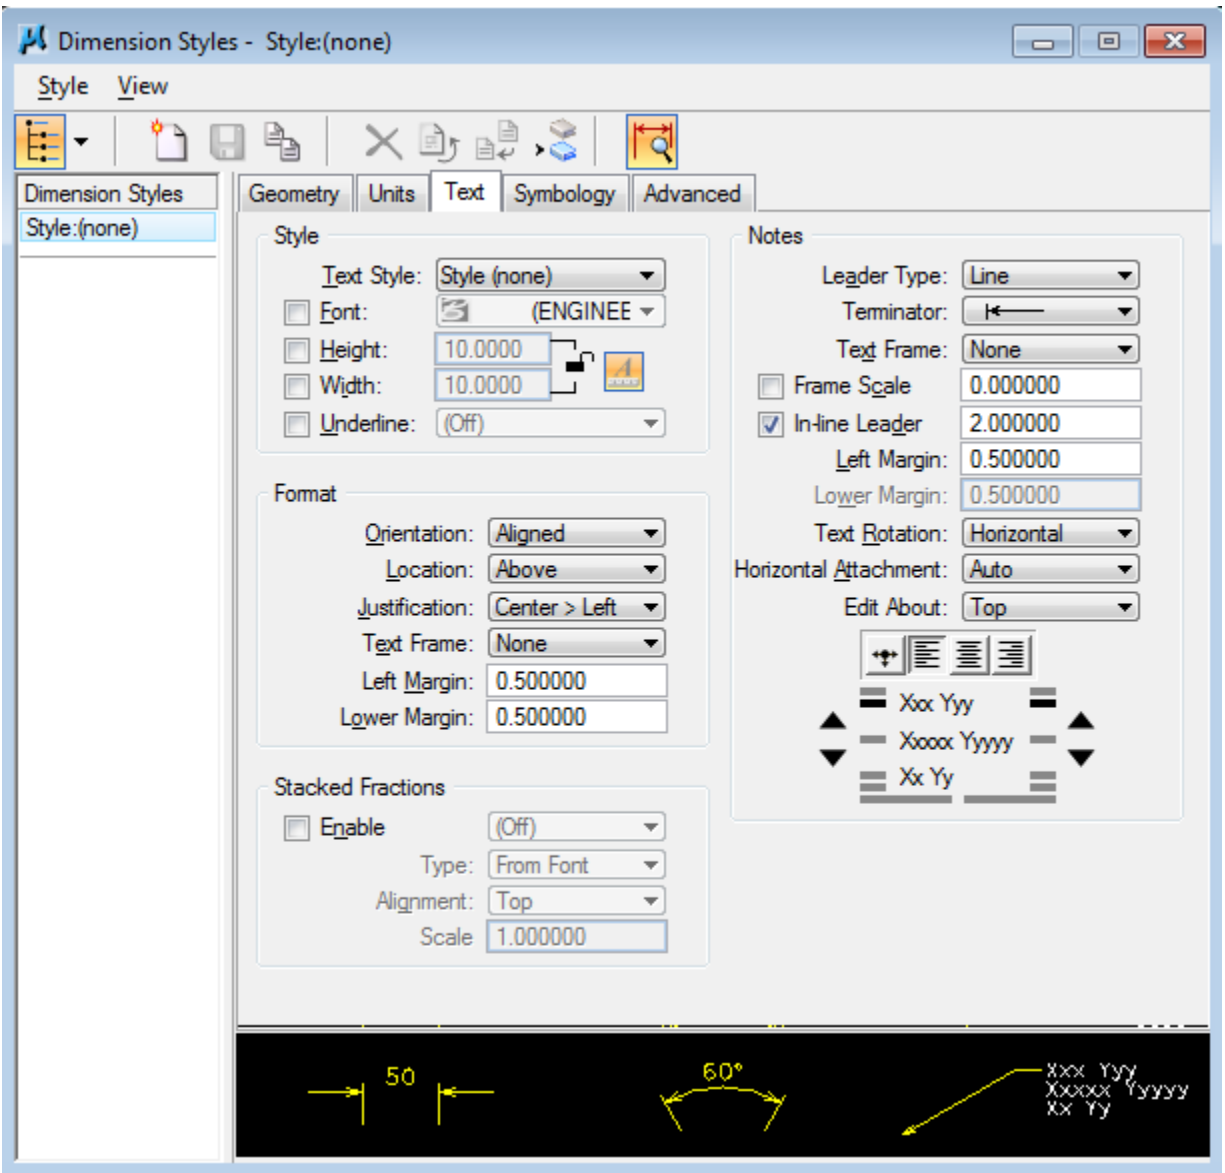 Dimension Styles - Style:(none)
Style View
Dimension Styles
Style:(none)
Geometry Units Text Symbology Advanced
Style
Text Style: Style (none)
Font: (ENGINEE
Height: 10.0000
Width: 10.0000
Underline: (Off)
Format
Orientation: Aligned
Location: Above
Justification: Center > Left
Text Frame: None
Left Margin: 0.500000
Lower Margin: 0.500000
Stacked Fractions
Enable (Off)
Type: From Font
Alignment: Top
Scale 1.000000
Notes
Leader Type: Line
Terminator:
Text Frame: None
Frame Scale 0.000000
In-line Leader 2.000000
Left Margin: 0.500000
Lower Margin: 0.500000
Text Rotation: Horizontal
Horizontal Attachment: Auto
Edit About: Top
Xxx Yyy
Xxxxx Yyyyy
Xx Yy
50
60°
Xxx Yyy
Xxxxx Yyyyy
Xx Yy